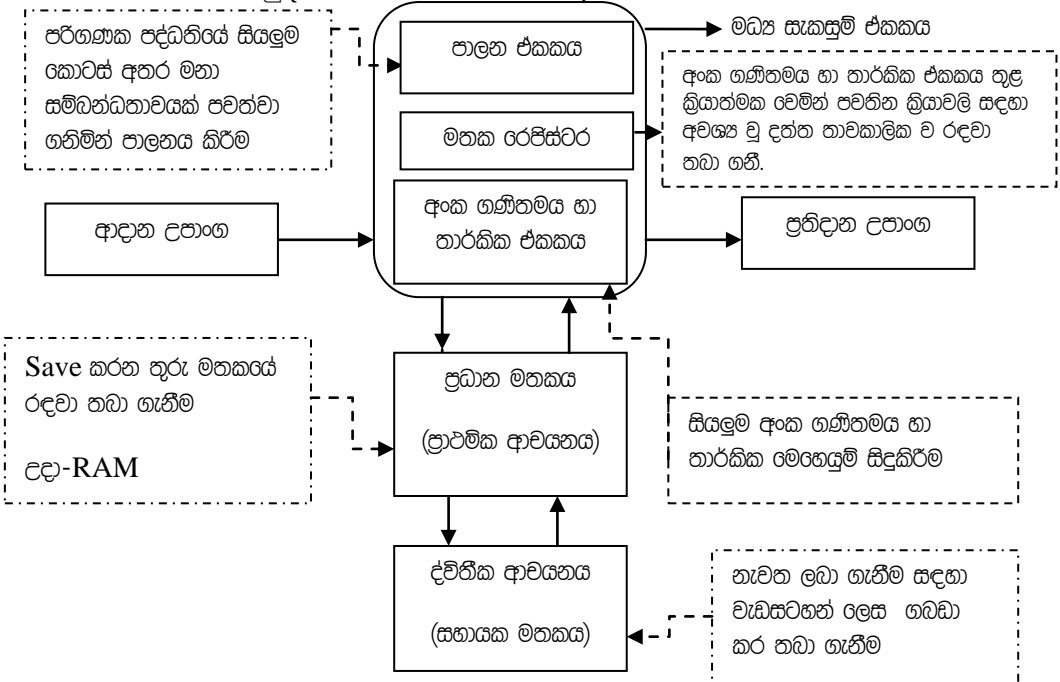 පරිගණක පද්ධතියේ සියලුම
කොටස් අතර මනා
සම්බන්ධතාවයක් පවත්වා
ගනිමින් පාලනය කිරීම
පාලන ඒකකය
මධ්‍ය සැකසුම් ඒකකය
අංක ගණිතමය හා තාර්කික ඒකකය තුළ
ක්‍රියාත්මක වෙමින් පවතින ක්‍රියාවලි සඳහා
අවශ්‍ය වූ දත්ත තාවකාලික ව රඳවා
තබා ගනී.
මතක රෙජිස්ටර
අංක ගණිතමය හා
තාර්කික ඒකකය
ආදාන උපාංග
ප්‍රතිදාන උපාංග
Save කරන තුරු මතකයේ
රඳවා තබා ගැනීම
උදා-RAM
ප්‍රධාන මතකය
(ප්‍රාථමික ආචයනය)
සියලුම අංක ගණිතමය හා
තාර්කික මෙහෙයුම් සිදුකිරීම
ද්විතීක ආචයනය
(සහායක මතකය)
නැවත ලබා ගැනීම සඳහා
වැඩසටහන් ලෙස ගබඩා
කර තබා ගැනීම